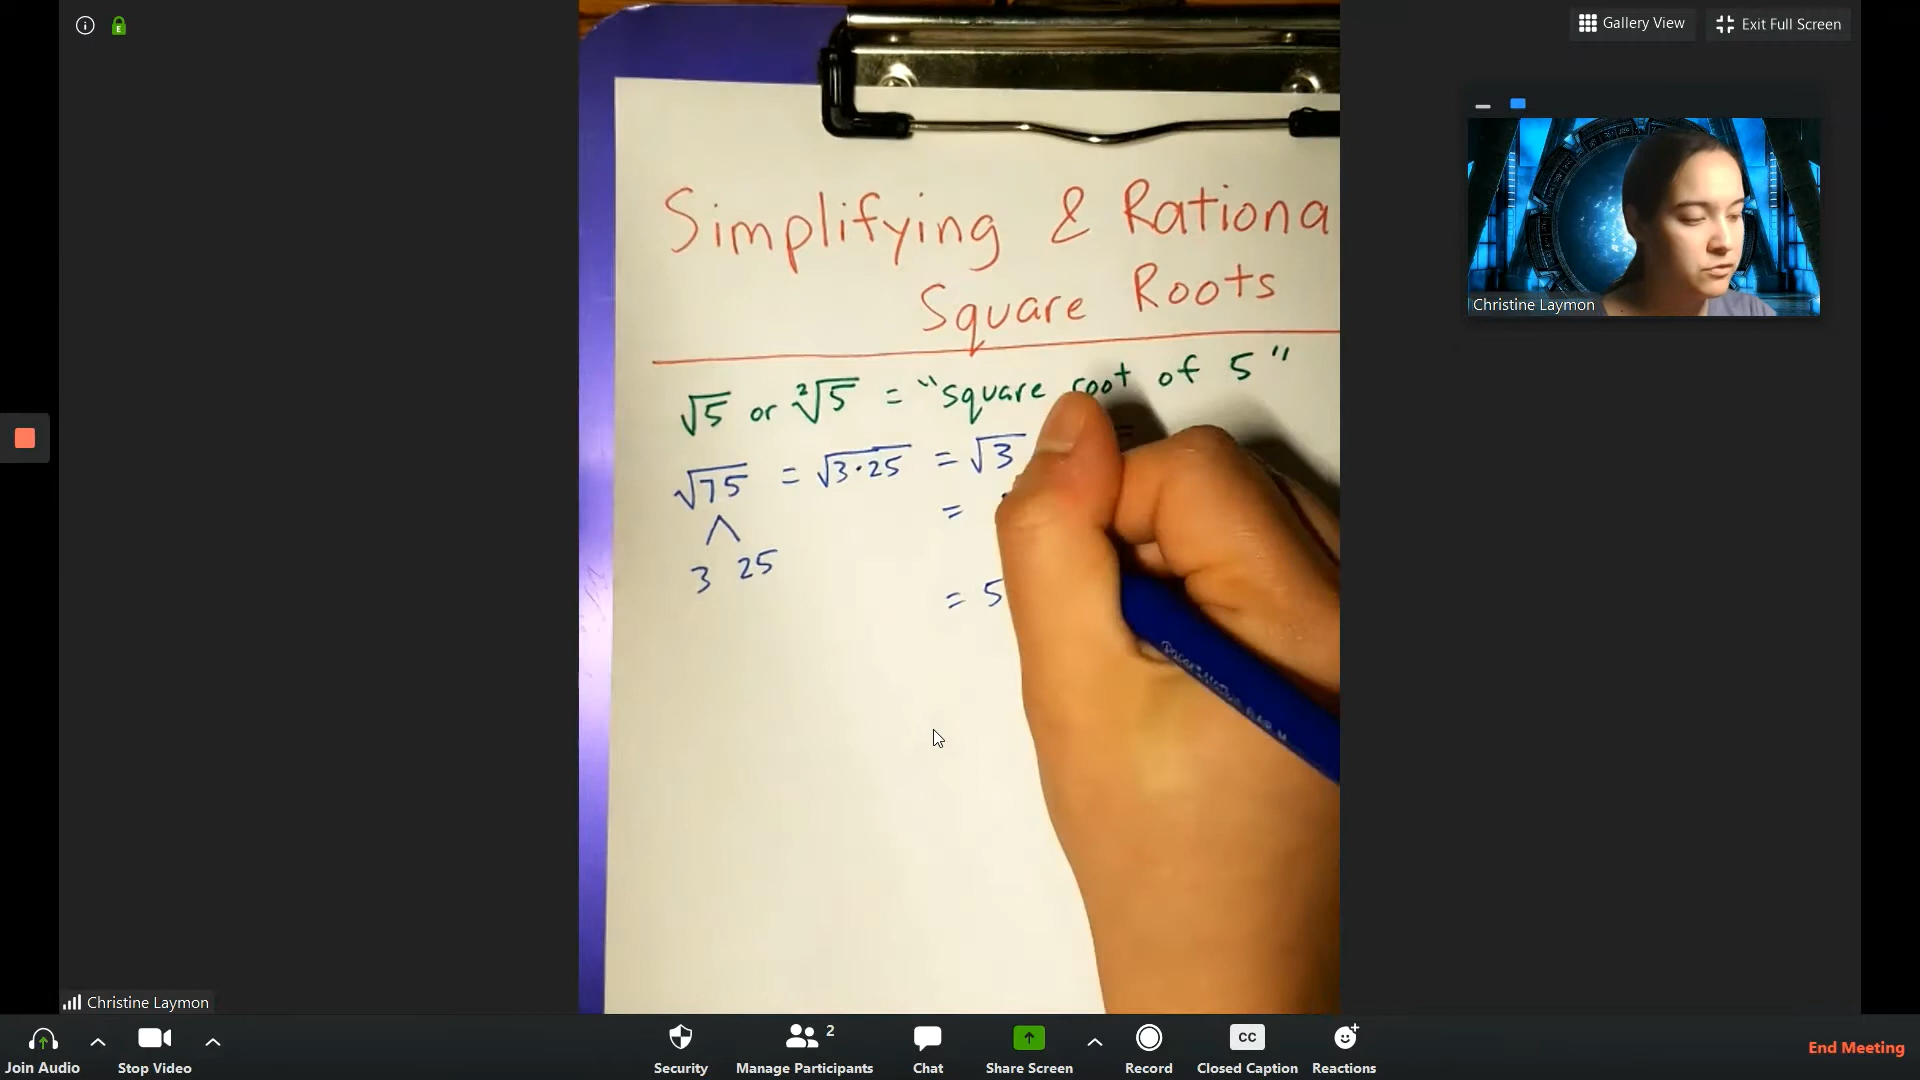 Gallery View
Exit Full Screen
Christine Laymon
Simplifying & Rationa
Square Roots
√5 or ²√5 = "square root of 5"
√75 = √3·25 = √3
=
3 25
= 5
Christine Laymon
Join Audio
Stop Video
Security
2
Manage Participants
Chat
Share Screen
Record
CC
Closed Caption
Reactions
End Meeting